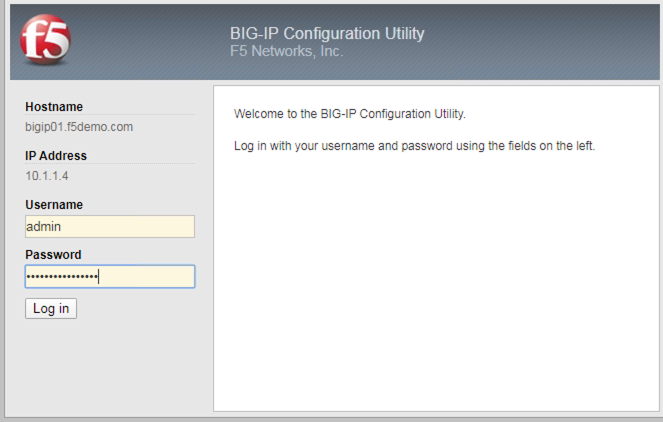 f5
BIG-IP Configuration Utility
F5 Networks, Inc.
Hostname
bigip01.f5demo.com
IP Address
10.1.1.4
Username
admin
Password
••••••••••••••••
Log in
Welcome to the BIG-IP Configuration Utility.
Log in with your username and password using the fields on the left.